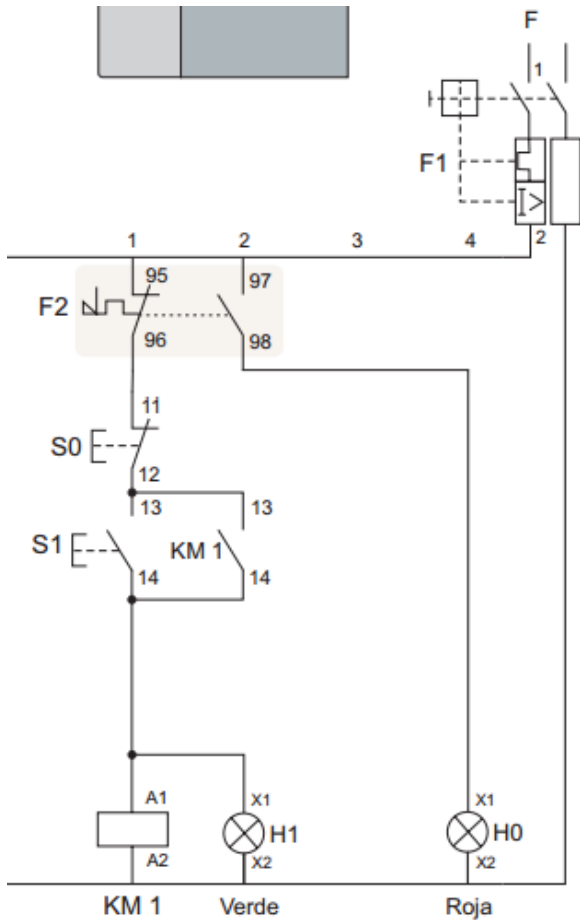 F
1
F1
I>
2
1 2 3 4
95 97
F2
96 98
11
S0
12
13 13
S1 KM 1
14 14
A1 X1 X1
H1 H0
A2 X2 X2
KM 1 Verde Roja